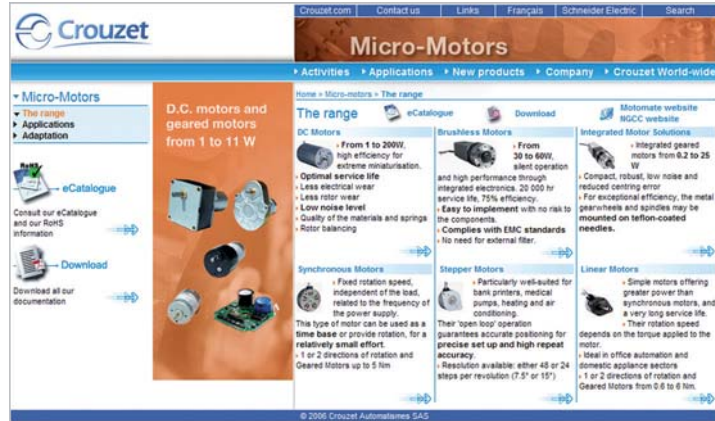 Crouzet
Crouzet.com | Contact us | Links | Français | Schneider Electric | Search
Micro-Motors
Activities Applications New products Company Crouzet World-wide
Micro-Motors
The range
Applications
Adaptation
RoHS
eCatalogue
Consult our eCatalogue
and our RoHS
information
Download
Download all our
documentation
D.C. motors and
geared motors
from 1 to 11 W
Home » Micro-motors » The range
The range
eCatalogue
Download
Motomate website
NGCC website
DC Motors
From 1 to 200W,
high efficiency for
extreme miniaturisation.
Optimal service life
Less electrical wear
Less rotor wear
Low noise level
Quality of the materials and springs
Rotor balancing
Brushless Motors
From
30 to 60W,
silent operation
and high performance through
integrated electronics. 20 000 hr
service life, 75% efficiency.
Easy to implement with no risk to
the components.
Complies with EMC standards
No need for external filter.
Integrated Motor Solutions
Integrated geared
motors from 0.2 to 25
W
Compact, robust, low noise and
reduced centring error
For exceptional efficiency, the metal
gearwheels and spindles may be
mounted on teflon-coated
needles.
Synchronous Motors
Fixed rotation speed,
independent of the load,
related to the frequency of
the power supply.
This type of motor can be used as a
time base or provide rotation, for a
relatively small effort.
1 or 2 directions of rotation and
Geared Motors up to 5 Nm
Stepper Motors
Particularly well-suited for
bank printers, medical
pumps, heating and air
conditioning.
Their 'open loop' operation
guarantees accurate positioning for
precise set up and high repeat
accuracy.
Resolution available: either 48 or 24
steps per revolution (7.5° or 15°)
Linear Motors
Simple motors offering
greater power than
synchronous motors, and
a very long service life.
Their rotation speed
depends on the torque applied to the
motor.
Ideal in office automation and
domestic appliance sectors
1 or 2 directions of rotation and
Geared Motors from 0.6 to 6 Nm.
© 2006 Crouzet Automatismes SAS